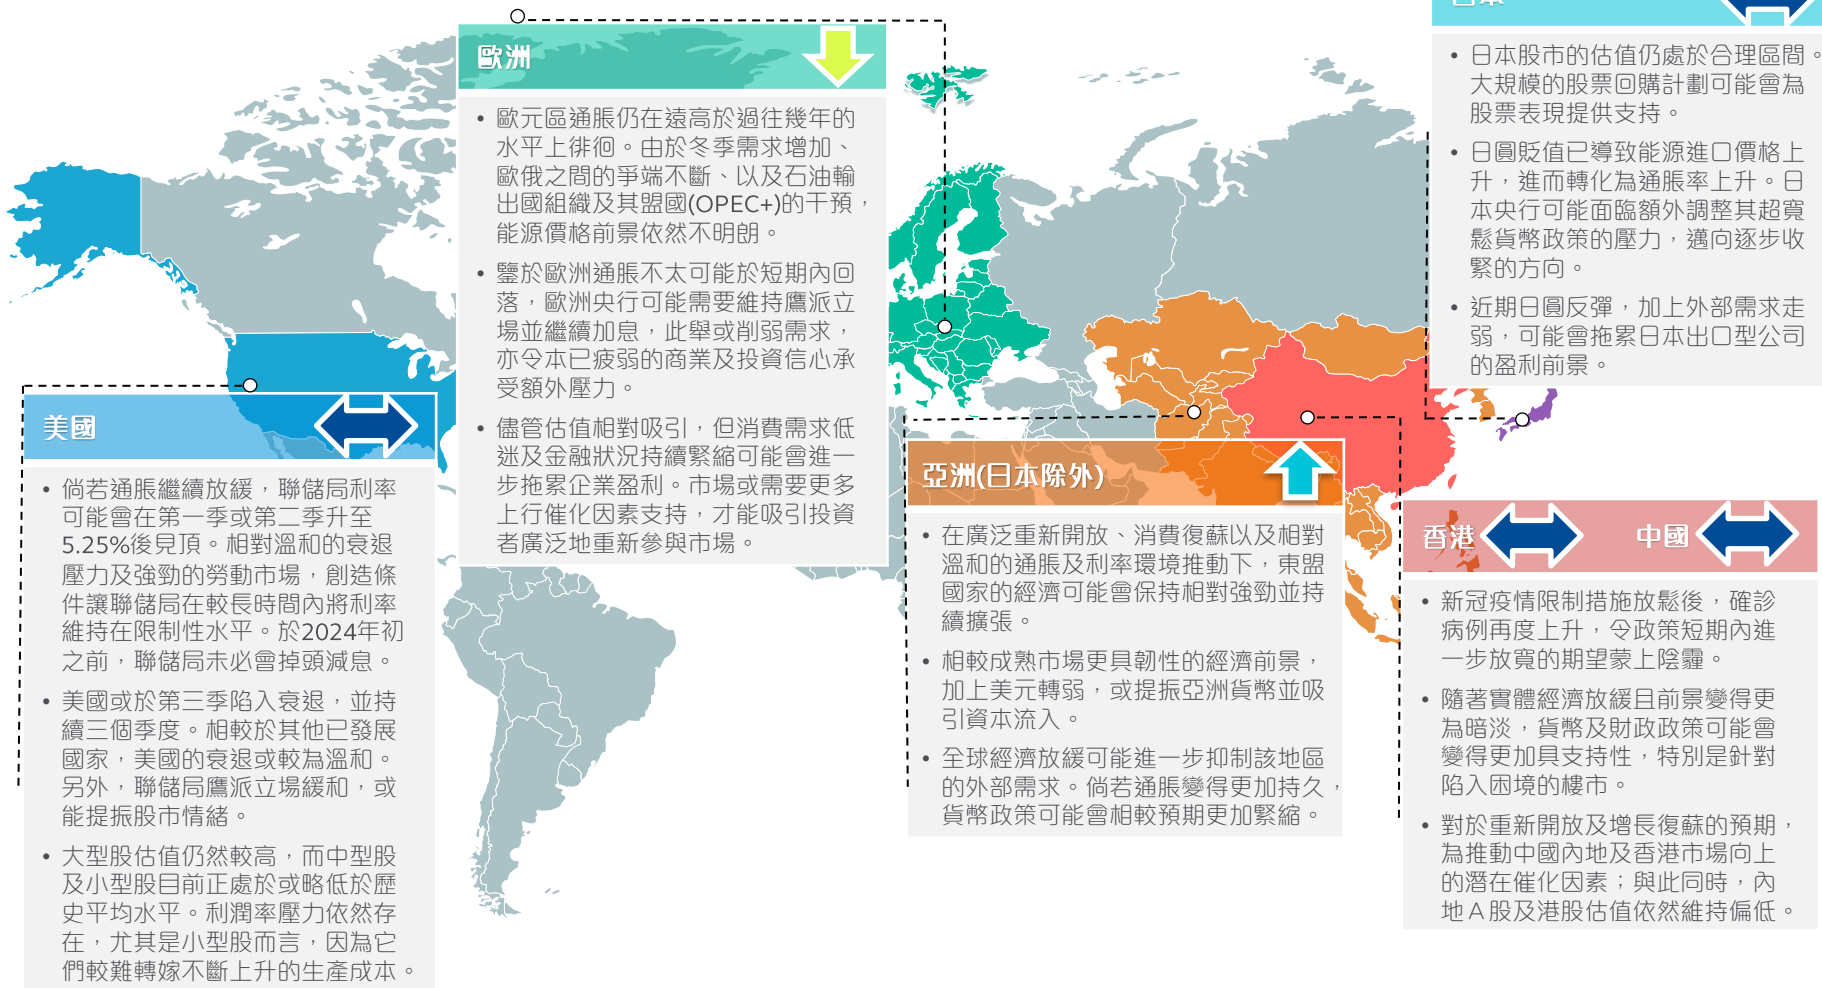 歐洲
• 歐元區通脹仍在遠高於過往幾年的
水平上徘徊。由於冬季需求增加、
歐俄之間的爭端不斷、以及石油輸
出國組織及其盟國(OPEC+)的干預，
能源價格前景依然不明朗。
• 鑒於歐洲通脹不太可能於短期內回
落，歐洲央行可能需要維持鷹派立
場並繼續加息，此舉或削弱需求，
亦令本已疲弱的商業及投資信心承
受額外壓力。
• 儘管估值相對吸引，但消費需求低
迷及金融狀況持續緊縮可能會進一
步拖累企業盈利。市場或需要更多
上行催化因素支持，才能吸引投資
者廣泛地重新參與市場。
日本
• 日本股市的估值仍處於合理區間。
大規模的股票回購計劃可能會為
股票表現提供支持。
• 日圓貶值已導致能源進口價格上
升，進而轉化為通脹率上升。日
本央行可能面臨額外調整其超寬
鬆貨幣政策的壓力，邁向逐步收
緊的方向。
• 近期日圓反彈，加上外部需求走
弱，可能會拖累日本出口型公司
的盈利前景。
美國
• 倘若通脹繼續放緩，聯儲局利率
可能會在第一季或第二季升至
5.25%後見頂。相對溫和的衰退
壓力及強勁的勞動市場，創造條
件讓聯儲局在較長時間內將利率
維持在限制性水平。於2024年初
之前，聯儲局未必會掉頭減息。
• 美國或於第三季陷入衰退，並持
續三個季度。相較於其他已發展
國家，美國的衰退或較為溫和。
另外，聯儲局鷹派立場緩和，或
能提振股市情緒。
• 大型股估值仍然較高，而中型股
及小型股目前正處於或略低於歷
史平均水平。利潤率壓力依然存
在，尤其是小型股而言，因為它
們較難轉嫁不斷上升的生產成本。
亞洲(日本除外)
• 在廣泛重新開放、消費復蘇以及相對
溫和的通脹及利率環境推動下，東盟
國家的經濟可能會保持相對強勁並持
續擴張。
• 相較成熟市場更具韌性的經濟前景，
加上美元轉弱，或提振亞洲貨幣並吸
引資本流入。
• 全球經濟放緩可能進一步抑制該地區
的外部需求。倘若通脹變得更加持久，
貨幣政策可能會相較預期更加緊縮。
香港 中國
• 新冠疫情限制措施放鬆後，確診
病例再度上升，令政策短期內進
一步放寬的期望蒙上陰霾。
• 隨著實體經濟放緩且前景變得更
為暗淡，貨幣及財政政策可能會
變得更加具支持性，特別是針對
陷入困境的樓市。
• 對於重新開放及增長復蘇的預期，
為推動中國內地及香港市場向上
的潛在催化因素；與此同時，內
地Ａ股及港股估值依然維持偏低。